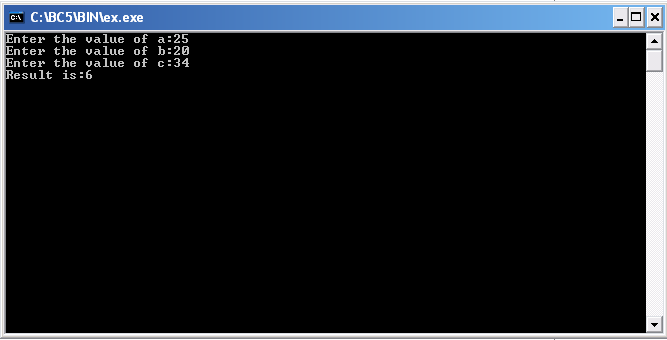 C:\BC5\BIN\ex.exe
Enter the value of a:25
Enter the value of b:20
Enter the value of c:34
Result is:6